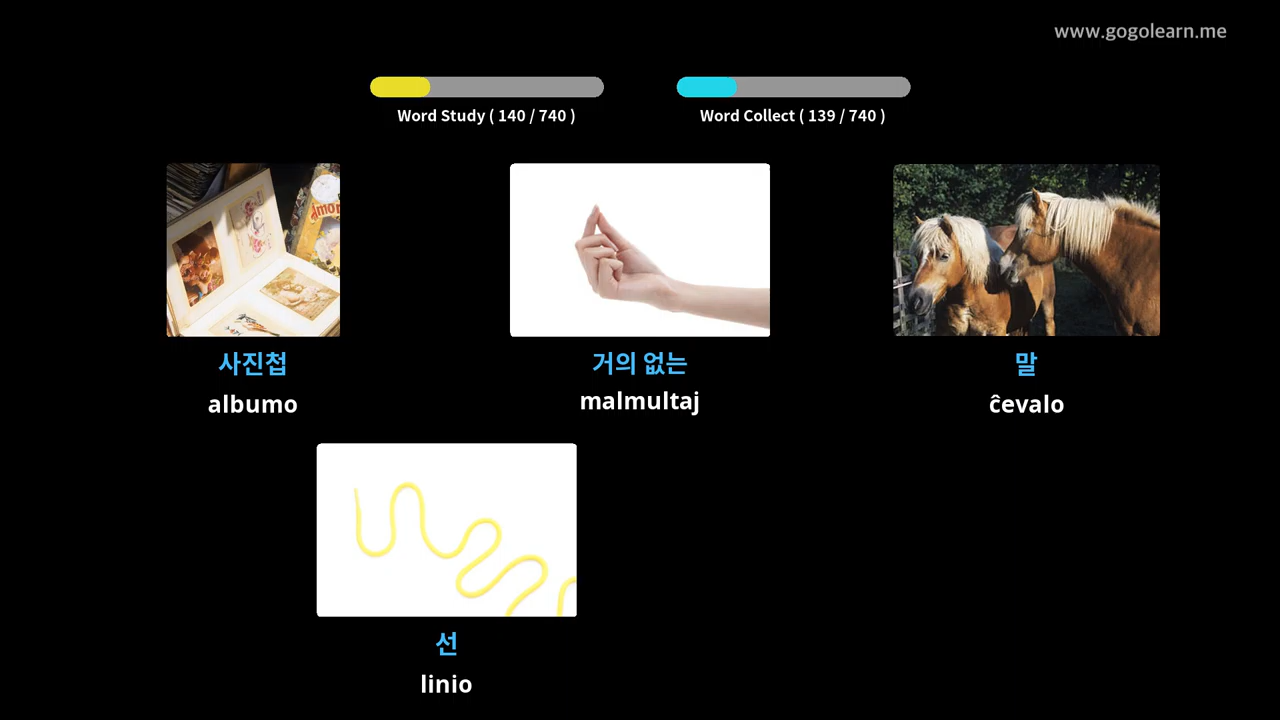 www.gogolearn.me
Word Study ( 140 / 740 )
Word Collect ( 139 / 740 )
사진첩
albumo
거의 없는
malmultaj
말
ĉevalo
선
linio